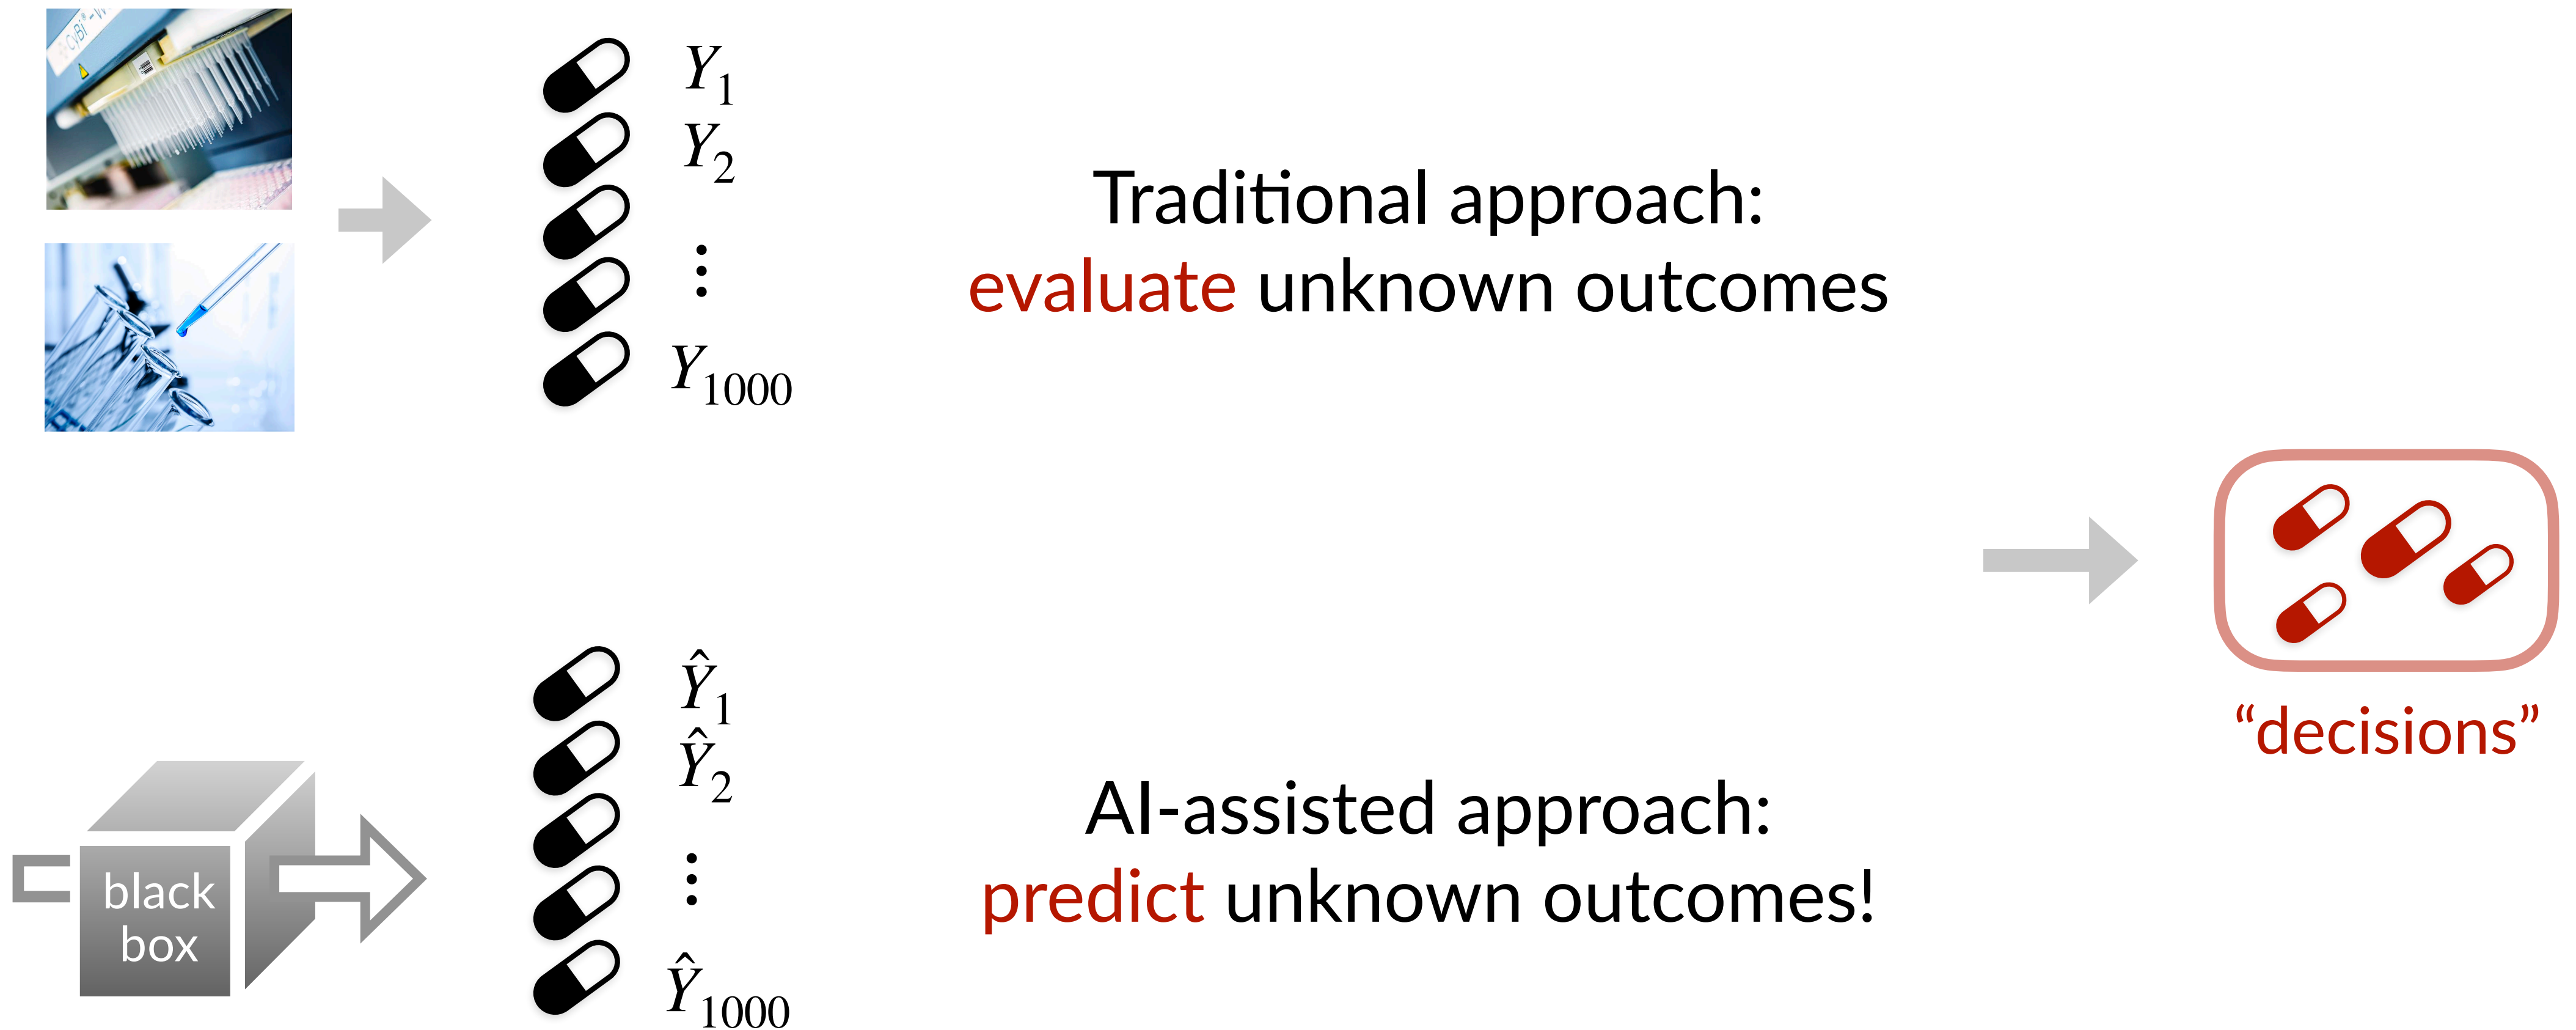 CyBi®-W
Y₁
Y₂
⋮
Y₁₀₀₀
Traditional approach:
evaluate unknown outcomes
“decisions”
black
box
Ŷ₁
Ŷ₂
⋮
Ŷ₁₀₀₀
AI-assisted approach:
predict unknown outcomes!